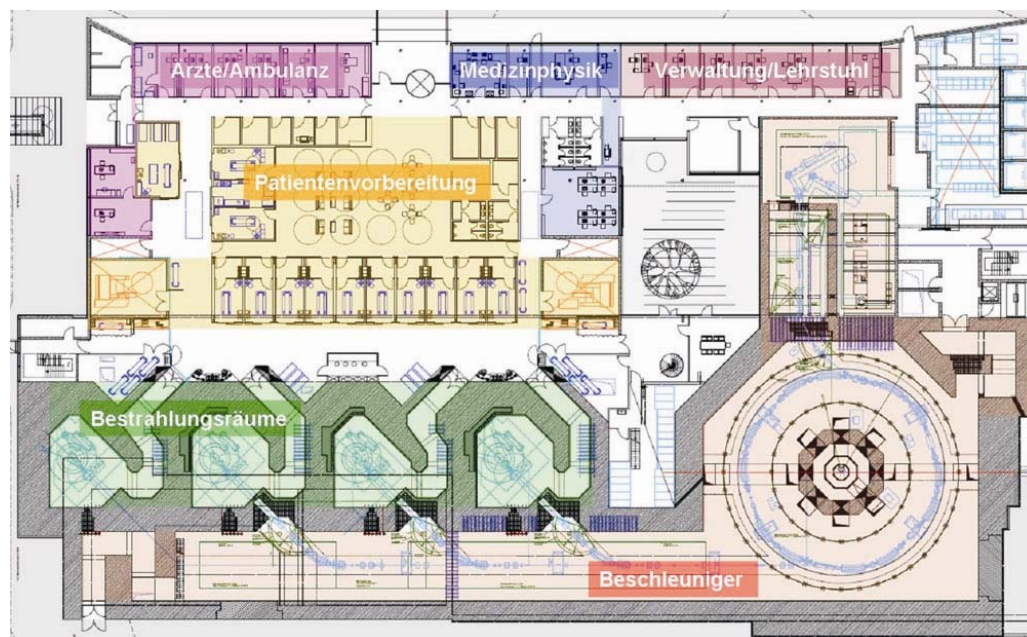 Ärzte/Ambulanz
Medizinphysik
Verwaltung/Lehrstuhl
Patientenvorbereitung
Bestrahlungsräume
Beschleuniger